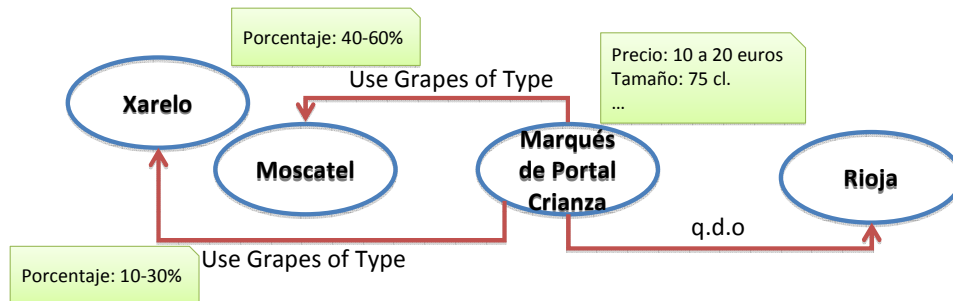 Porcentaje: 40-60%
Precio: 10 a 20 euros
Tamaño: 75 cl.
...
Use Grapes of Type
Xarelo
Moscatel
Marqués
de Portal
Crianza
Rioja
q.d.o
Use Grapes of Type
Porcentaje: 10-30%